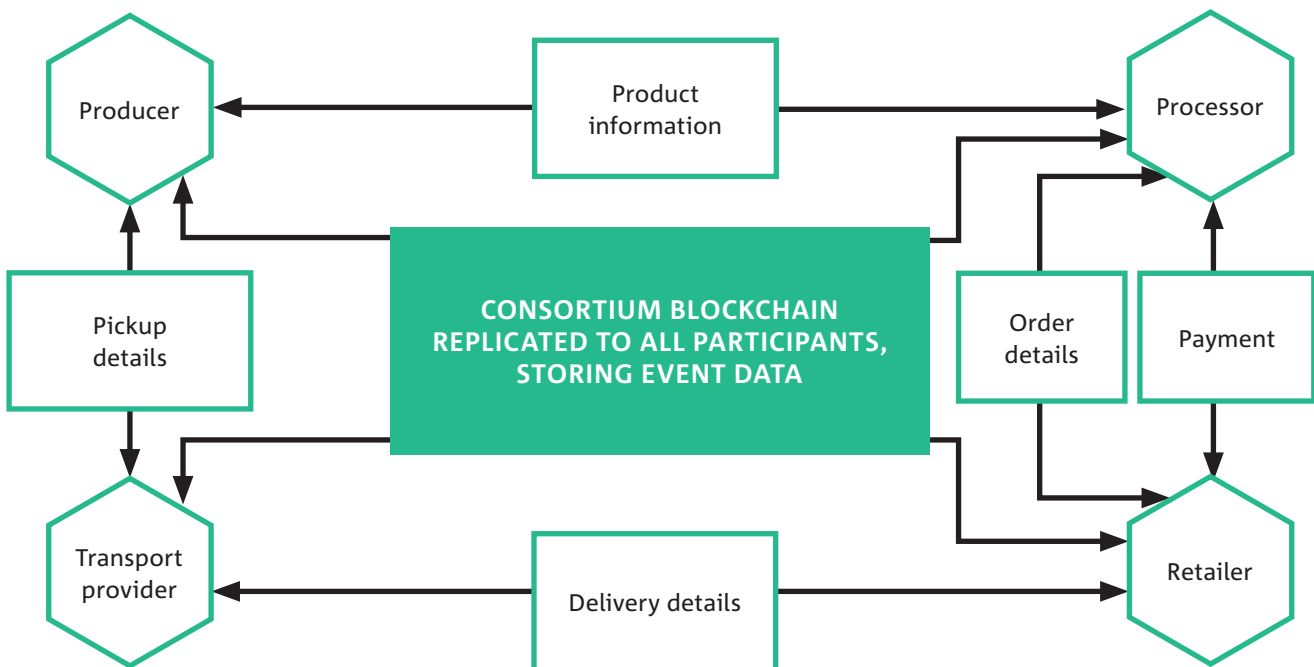 Producer
Product
information
Processor
Pickup
details
CONSORTIUM BLOCKCHAIN
REPLICATED TO ALL PARTICIPANTS,
STORING EVENT DATA
Order
details
Payment
Transport
provider
Delivery details
Retailer